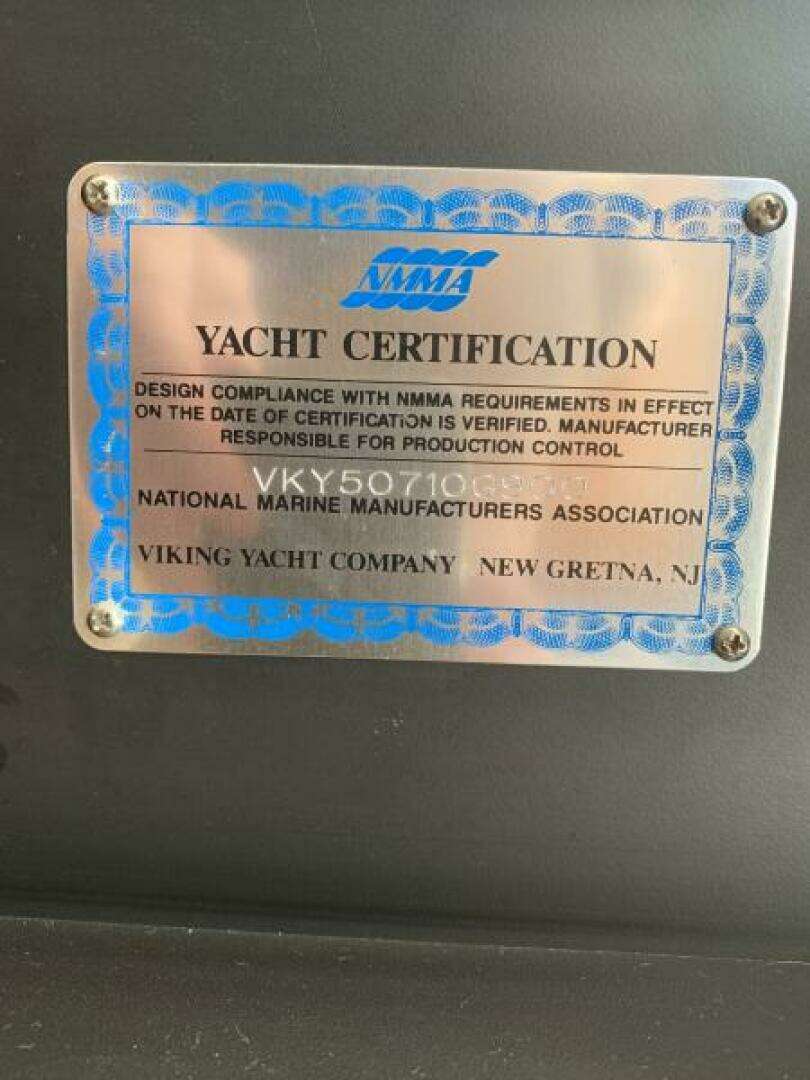 NMMA
YACHT CERTIFICATION
DESIGN COMPLIANCE WITH NMMA REQUIREMENTS IN EFFECT
ON THE DATE OF CERTIFICATION IS VERIFIED. MANUFACTURER
RESPONSIBLE FOR PRODUCTION CONTROL
NATIONAL MARINE MANUFACTURERS ASSOCIATION
VIKING YACHT COMPANY NEW GRETNA, NJ